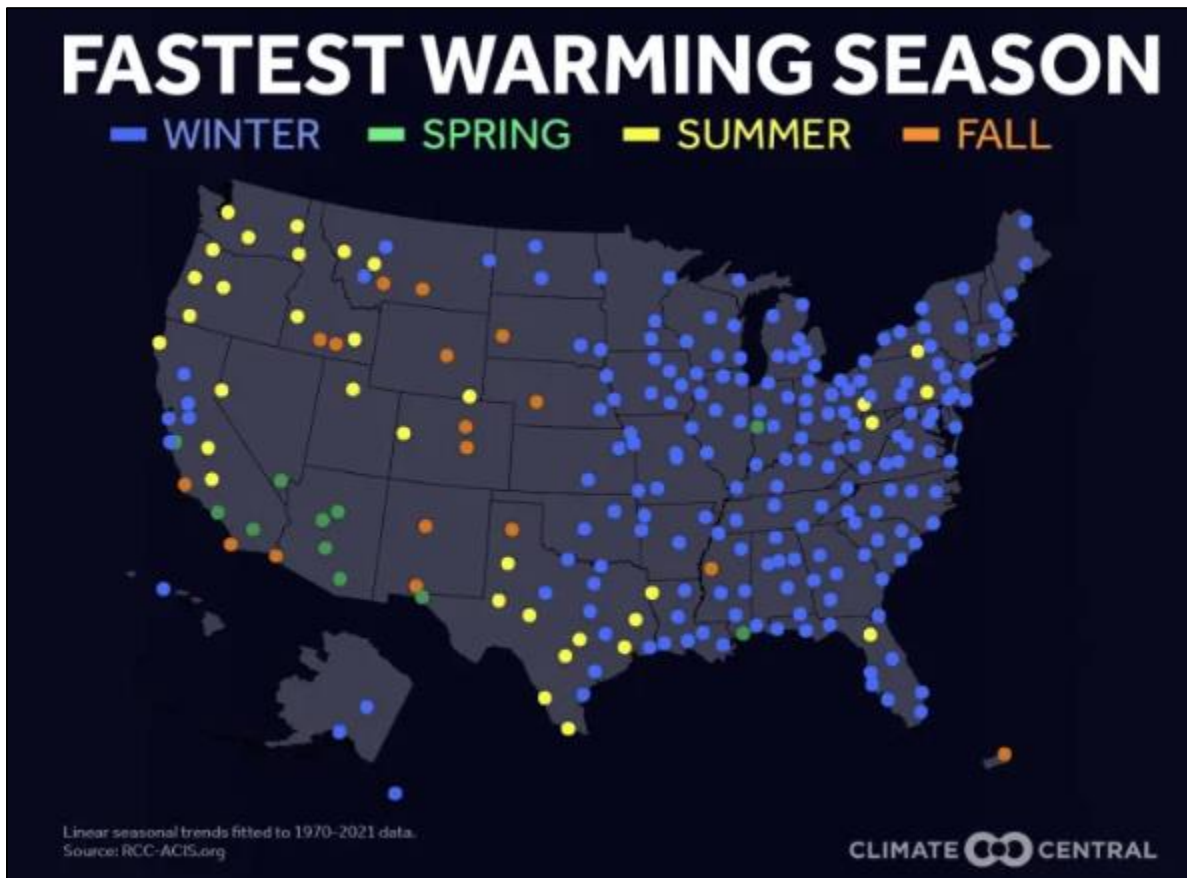 FASTEST WARMING SEASON
WINTER SPRING SUMMER FALL
Linear seasonal trends fitted to 1970-2021 data.
Source: RCC-ACIS.org
CLIMATE CENTRAL